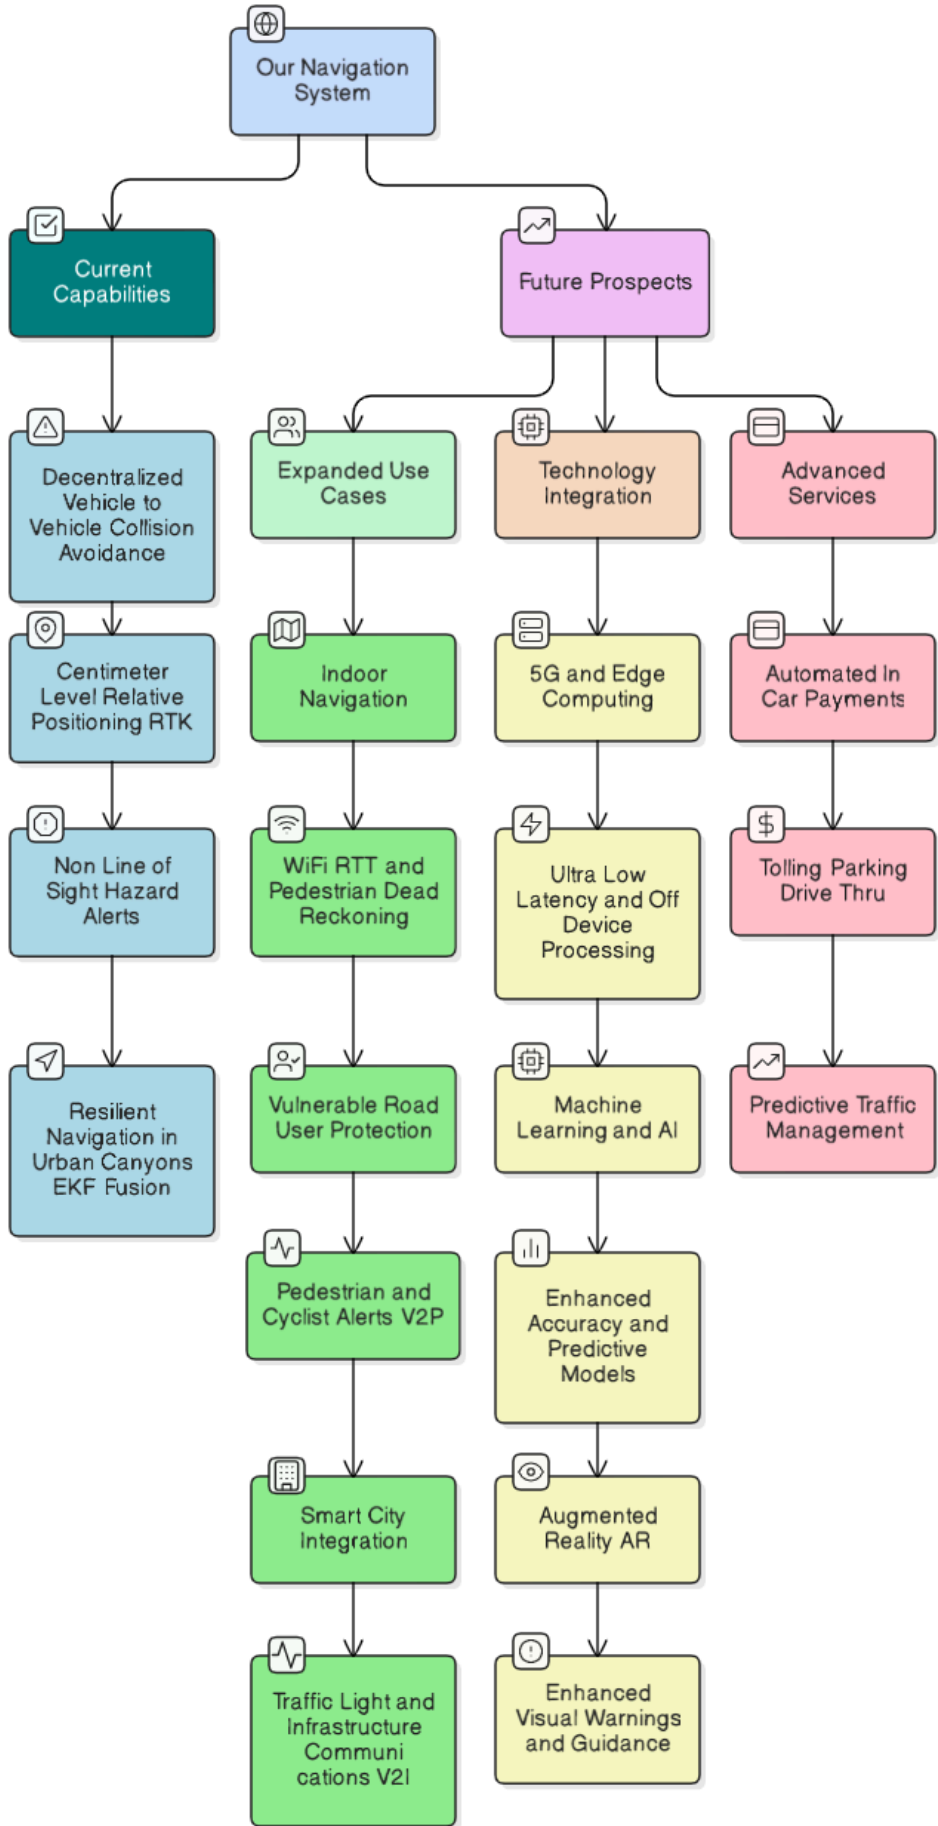 Our Navigation
System
Current
Capabilities
Future Prospects
Decentralized
Vehicle to
Vehicle Collision
Avoidance
Centimeter
Level Relative
Positioning RTK
Non Line of
Sight Hazard
Alerts
Resilient
Navigation in
Urban Canyons
EKF Fusion
Expanded Use
Cases
Indoor
Navigation
WiFi RTT and
Pedestrian Dead
Reckoning
Vulnerable Road
User Protection
Pedestrian and
Cyclist Alerts V2P
Smart City
Integration
Traffic Light and
Infrastructure
Communi
cations V2I
Technology
Integration
5G and Edge
Computing
Ultra Low
Latency and Off
Device
Processing
Machine
Learning and AI
Enhanced
Accuracy and
Predictive
Models
Augmented
Reality AR
Enhanced
Visual Warnings
and Guidance
Advanced
Services
Automated In
Car Payments
Tolling Parking
Drive Thru
Predictive Traffic
Management